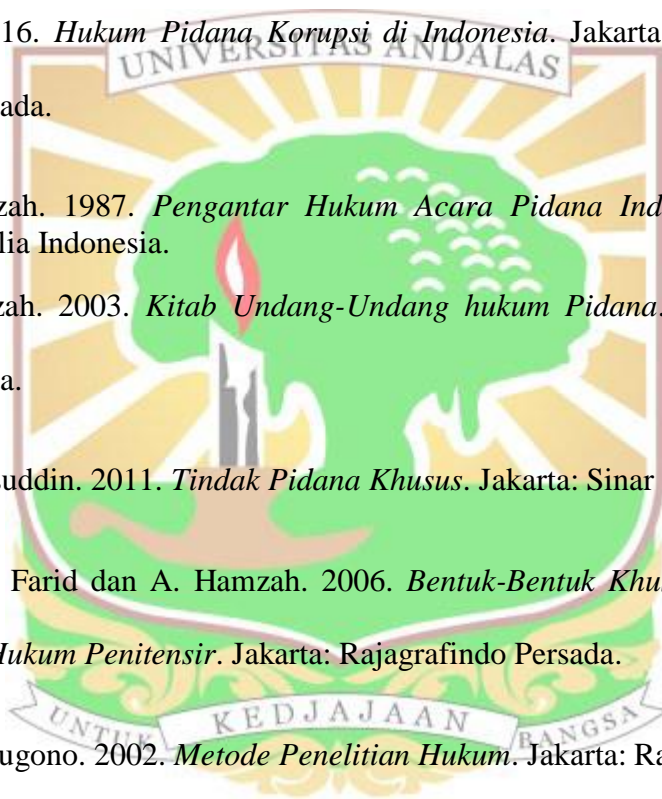 16. Hukum Pidana Korupsi di Indonesia. Jakarta
UNIVERSITAS ANDALAS
ada.
zah. 1987. Pengantar Hukum Acara Pidana Ind
lia Indonesia.
zah. 2003. Kitab Undang-Undang hukum Pidana.
a.
uddin. 2011. Tindak Pidana Khusus. Jakarta: Sinar
Farid dan A. Hamzah. 2006. Bentuk-Bentuk Khu
Hukum Penitensir. Jakarta: Rajagrafindo Persada.
UNTUK KEDJAJAAN BANGSA
ugono. 2002. Metode Penelitian Hukum. Jakarta: Ra